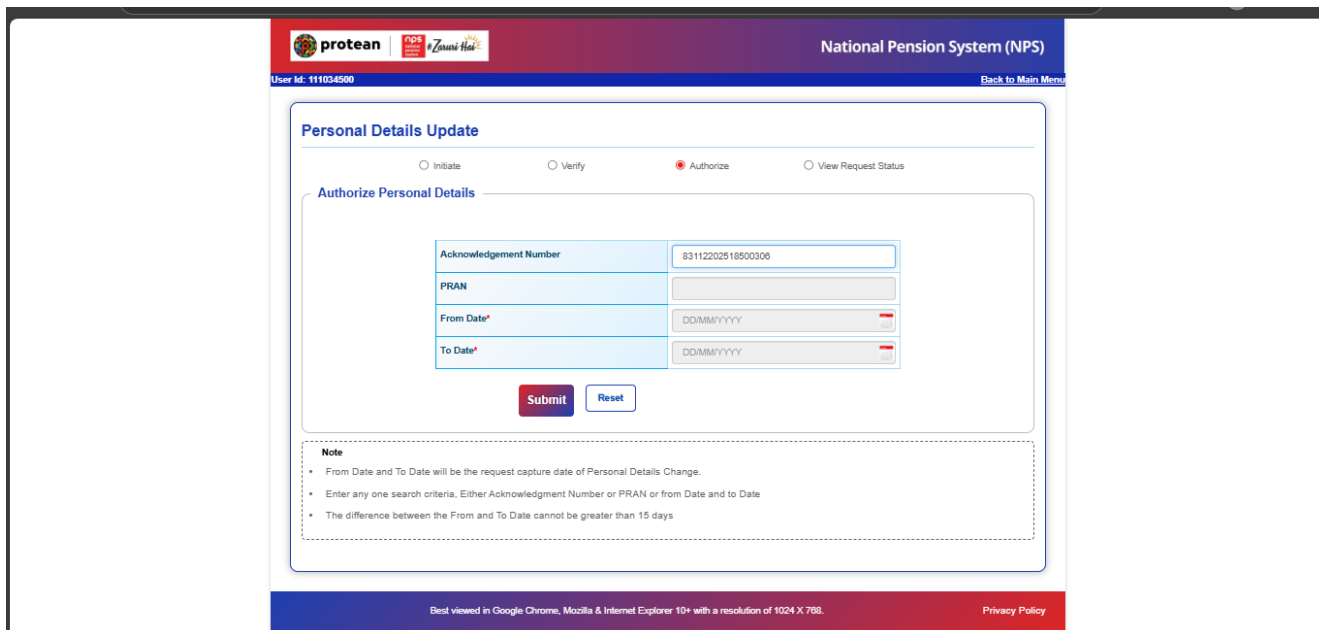 protean
nps
#Zaruri Hai
National Pension System (NPS)
User Id: 111034500
Back to Main Menu
Personal Details Update
Initiate
Verify
Authorize
View Request Status
Authorize Personal Details
Acknowledgement Number
83112202518500306
PRAN
From Date*
DD/MM/YYYY
To Date*
DD/MM/YYYY
Submit
Reset
Note
• From Date and To Date will be the request capture date of Personal Details Change.
• Enter any one search criteria, Either Acknowledgment Number or PRAN or from Date and to Date
• The difference between the From and To Date cannot be greater than 15 days
Best viewed in Google Chrome, Mozilla & Internet Explorer 10+ with a resolution of 1024 X 768.
Privacy Policy